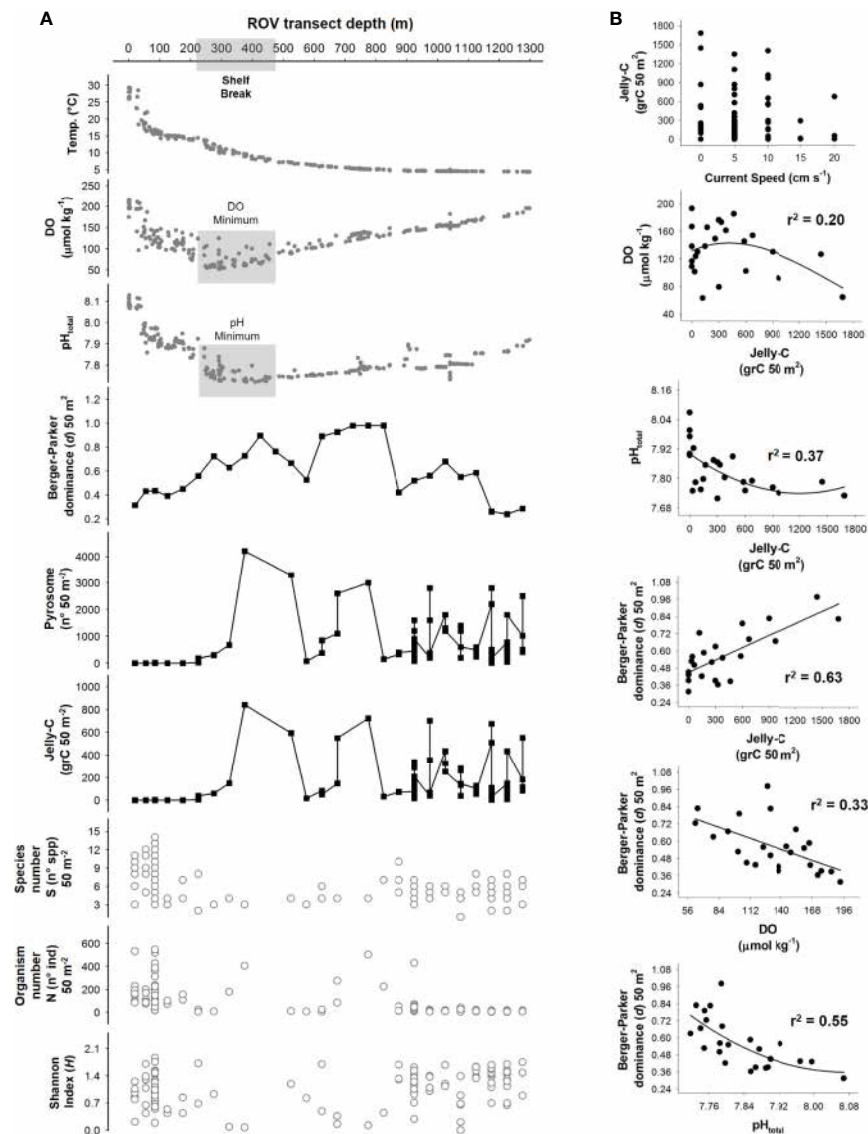 A
ROV transect depth (m)
0 100 200 300 400 500 600 700 800 900 1000 1100 1200 1300
Shelf
Break
Temp. (°C)
30
25
20
15
10
5
DO
(μmol kg⁻¹)
250
200
150
100
50
DO
Minimum
pHtotal
8.1
8.0
7.9
7.8
pH
Minimum
Berger-Parker
dominance (d) 50 m²
1.2
1.0
0.8
0.6
0.4
0.2
Pyrosome
(n° 50 m⁻²)
4000
3000
2000
1000
0
Jelly-C
(grC 50 m⁻²)
1000
800
600
400
200
0
Species
number
S (n° spp)
50 m⁻²
15
12
9
6
3
Organism
number
N (n° ind)
50 m⁻²
600
400
200
0
Shannon
Index (H)
2.1
1.4
0.7
0.0
B
Jelly-C
(grC 50 m²)
1800
1500
1200
900
600
300
0
0 5 10 15 20
Current Speed (cm s⁻¹)
DO
(μmol kg⁻¹)
200
160
120
80
40
r² = 0.20
0 300 600 900 1200 1500 1800
Jelly-C
(grC 50 m²)
pHtotal
8.16
8.04
7.92
7.80
7.68
r² = 0.37
0 300 600 900 1200 1500 1800
Jelly-C
(grC 50 m²)
Berger-Parker
dominance (d) 50 m²
1.08
0.96
0.84
0.72
0.60
0.48
0.36
0.24
r² = 0.63
0 300 600 900 1200 1500 1800
Jelly-C
(grC 50 m²)
Berger-Parker
dominance (d) 50 m²
1.08
0.96
0.84
0.72
0.60
0.48
0.36
0.24
r² = 0.33
56 84 112 140 168 196
DO
(μmol kg⁻¹)
Berger-Parker
dominance (d) 50 m²
1.08
0.96
0.84
0.72
0.60
0.48
0.36
0.24
r² = 0.55
7.76 7.84 7.92 8.00 8.08
pHtotal